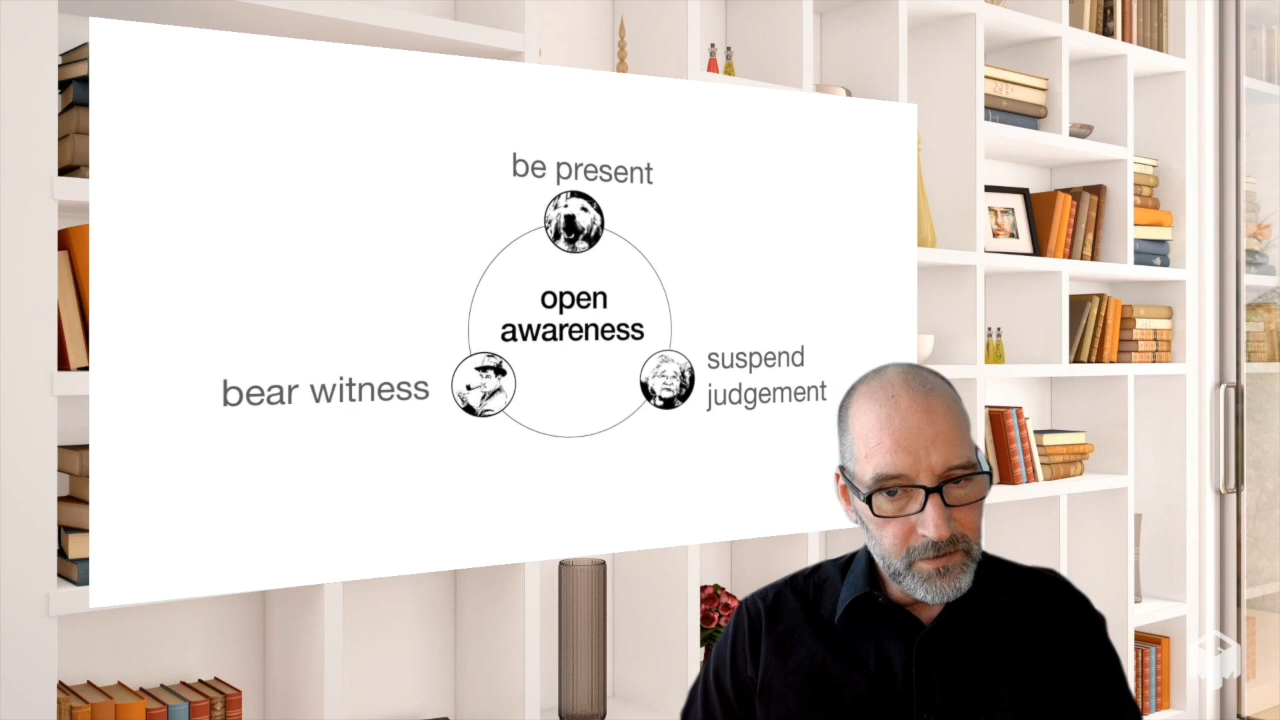 be present
open
awareness
bear witness
suspend
judgement